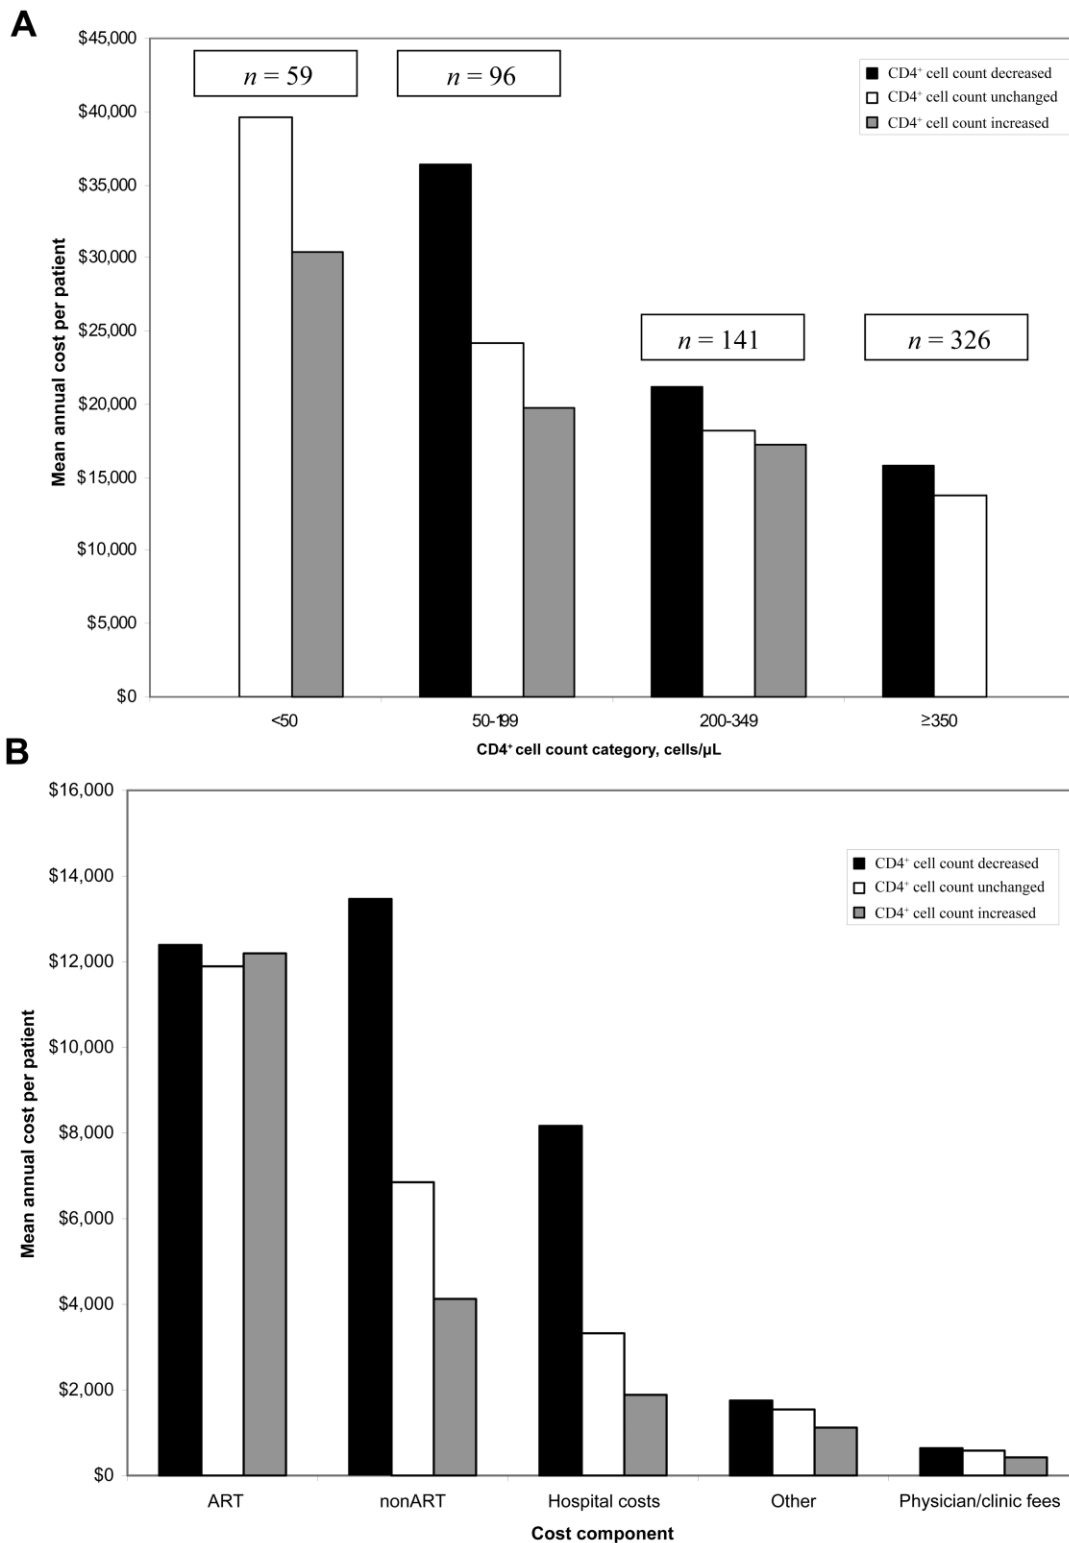 A
$45,000
$40,000
$35,000
$30,000
$25,000
$20,000
$15,000
$10,000
$5,000
$0
Mean annual cost per patient
n = 59
n = 96
n = 141
n = 326
CD4⁺ cell count decreased
CD4⁺ cell count unchanged
CD4⁺ cell count increased
<50
50-199
200-349
≥350
CD4⁺ cell count category, cells/µL
B
$16,000
$14,000
$12,000
$10,000
$8,000
$6,000
$4,000
$2,000
$0
Mean annual cost per patient
CD4⁺ cell count decreased
CD4⁺ cell count unchanged
CD4⁺ cell count increased
ART
nonART
Hospital costs
Other
Physician/clinic fees
Cost component